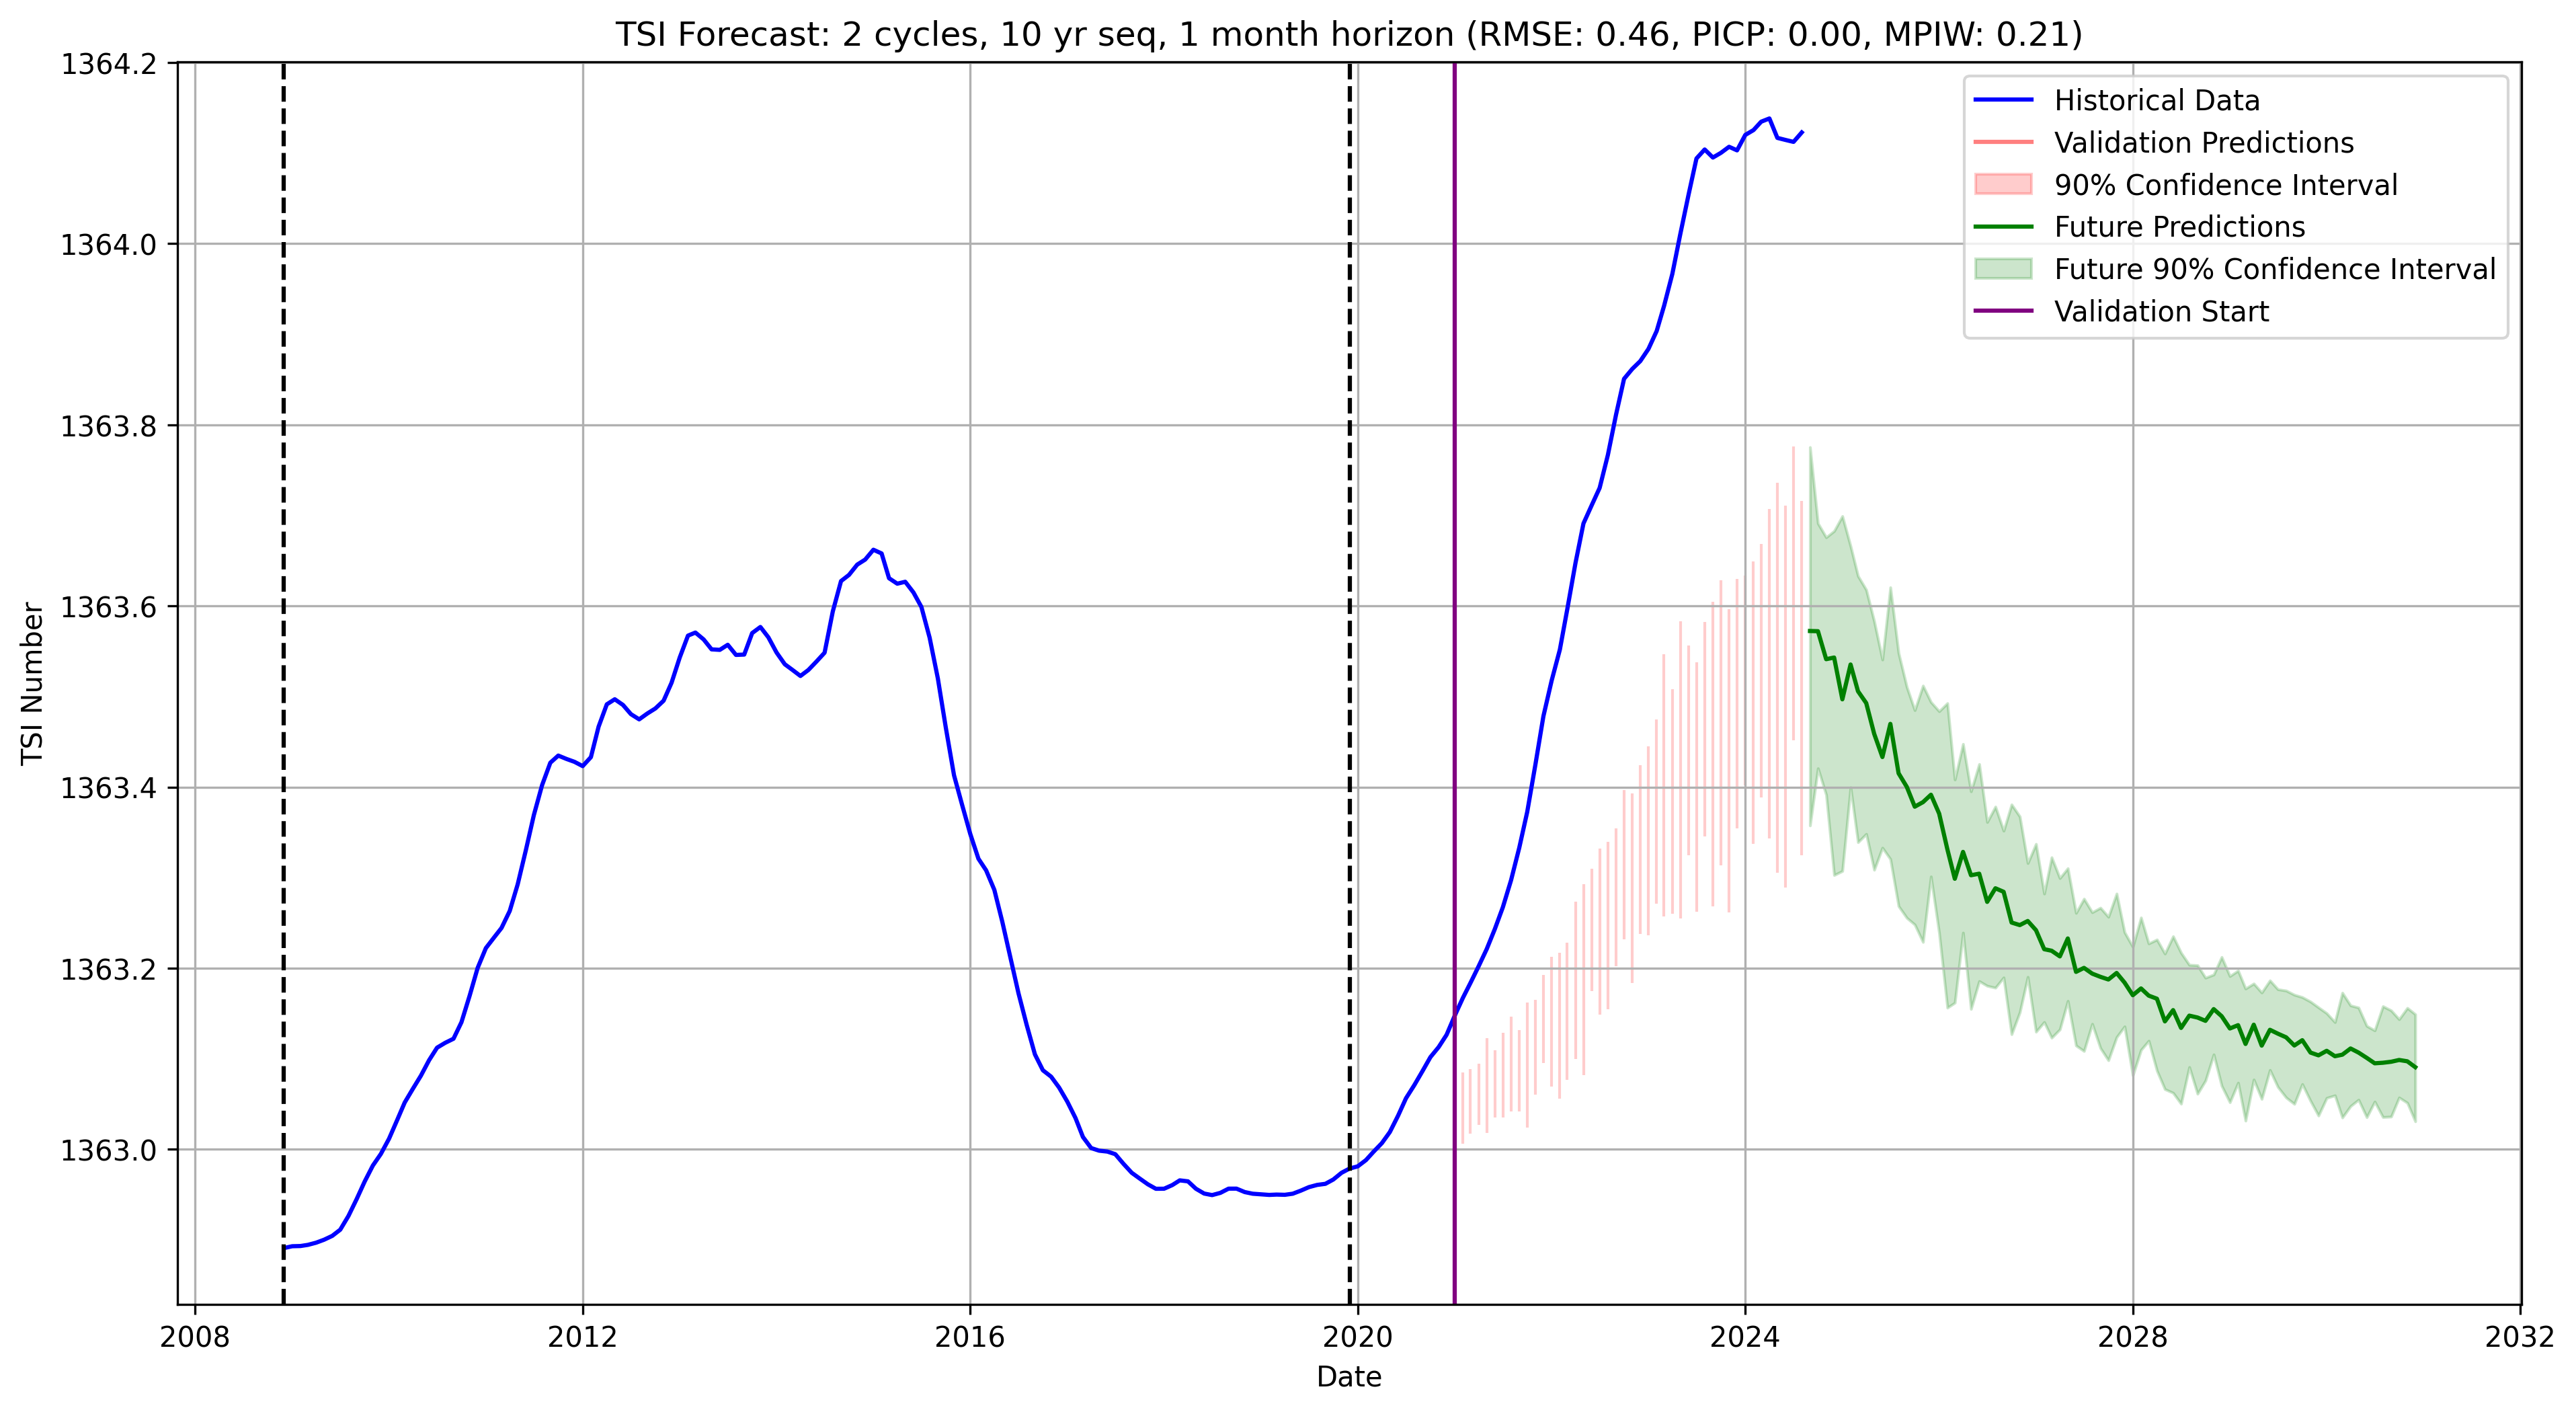 TSI Forecast: 2 cycles, 10 yr seq, 1 month horizon (RMSE: 0.46, PICP: 0.00, MPIW: 0.21)
1364.2
1364.0
1363.8
1363.6
1363.4
1363.2
1363.0
TSI Number
Historical Data
Validation Predictions
90% Confidence Interval
Future Predictions
Future 90% Confidence Interval
Validation Start
2008
2012
2016
2020
2024
2028
2032
Date